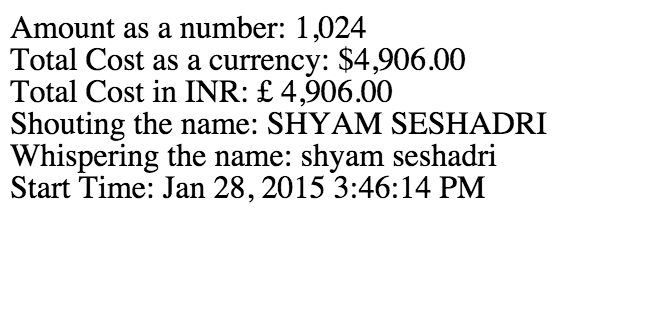 Amount as a number: 1,024
Total Cost as a currency: $4,906.00
Total Cost in INR: £ 4,906.00
Shouting the name: SHYAM SESHADRI
Whispering the name: shyam seshadri
Start Time: Jan 28, 2015 3:46:14 PM